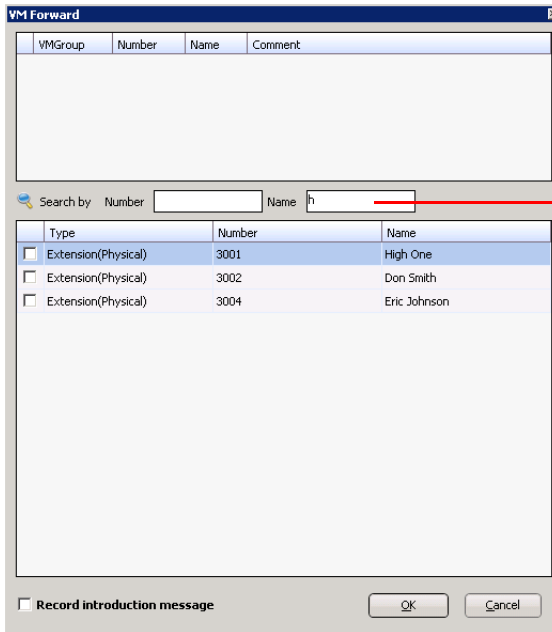 VM Forward
VMGroup Number Name Comment
Search by Number Name h
Type Number Name
Extension(Physical) 3001 High One
Extension(Physical) 3002 Don Smith
Extension(Physical) 3004 Eric Johnson
Record introduction message OK Cancel